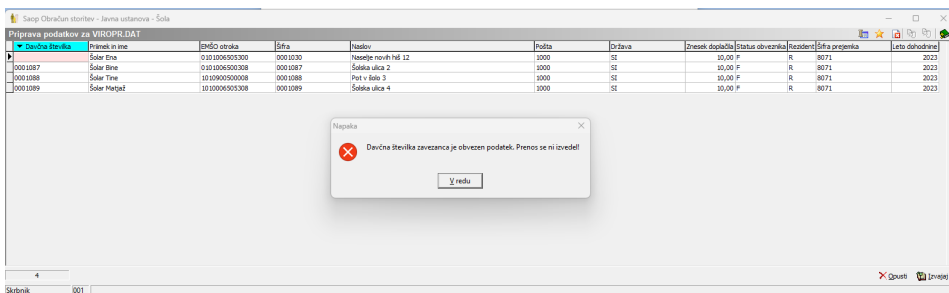 Saop Obračun storitev - Javna ustanova - Šola
Priprava podatkov za VIROPR.DAT
Davčna številka Priimek in ime EMŠO otroka Šifra Naslov Pošta Država Znesek doplačila Status obveznika Rezident Šifra prejemka Leto dohodnine
Šolar Ena 0101006505300 0001030 Naselje novih hiš 12 1000 SI 10,00 F R 8071 2023
0001087 Šolar Bine 0101006500308 0001087 Šolska ulica 2 1000 SI 10,00 F R 8071 2023
0001088 Šolar Tine 1010900500008 0001088 Pot v šolo 3 1000 SI 10,00 F R 8071 2023
0001089 Šolar Matjaž 1010006505308 0001089 Šolska ulica 4 1000 SI 10,00 F R 8071 2023
Napaka
Davčna številka zavezanca je obvezen podatek. Prenos se ni izvedel!
V redu
4
Opusti Izvajaj
Skrbnik 001